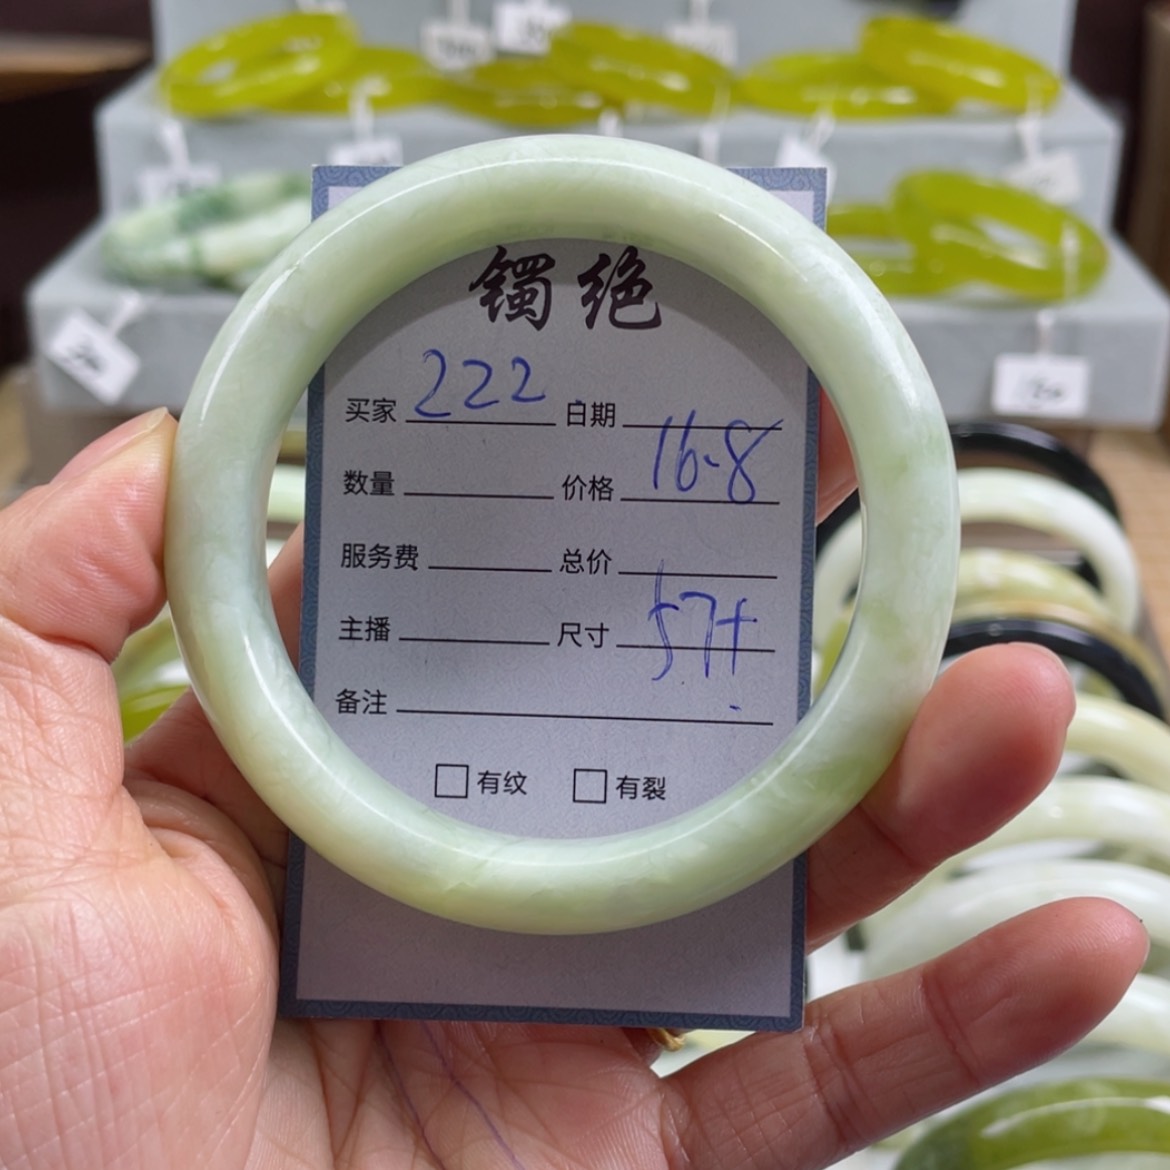 镯绝
买家 222 日期
数量 价格 16.8
服务费 总价
主播 尺寸 57+
备注
□有纹 □有裂